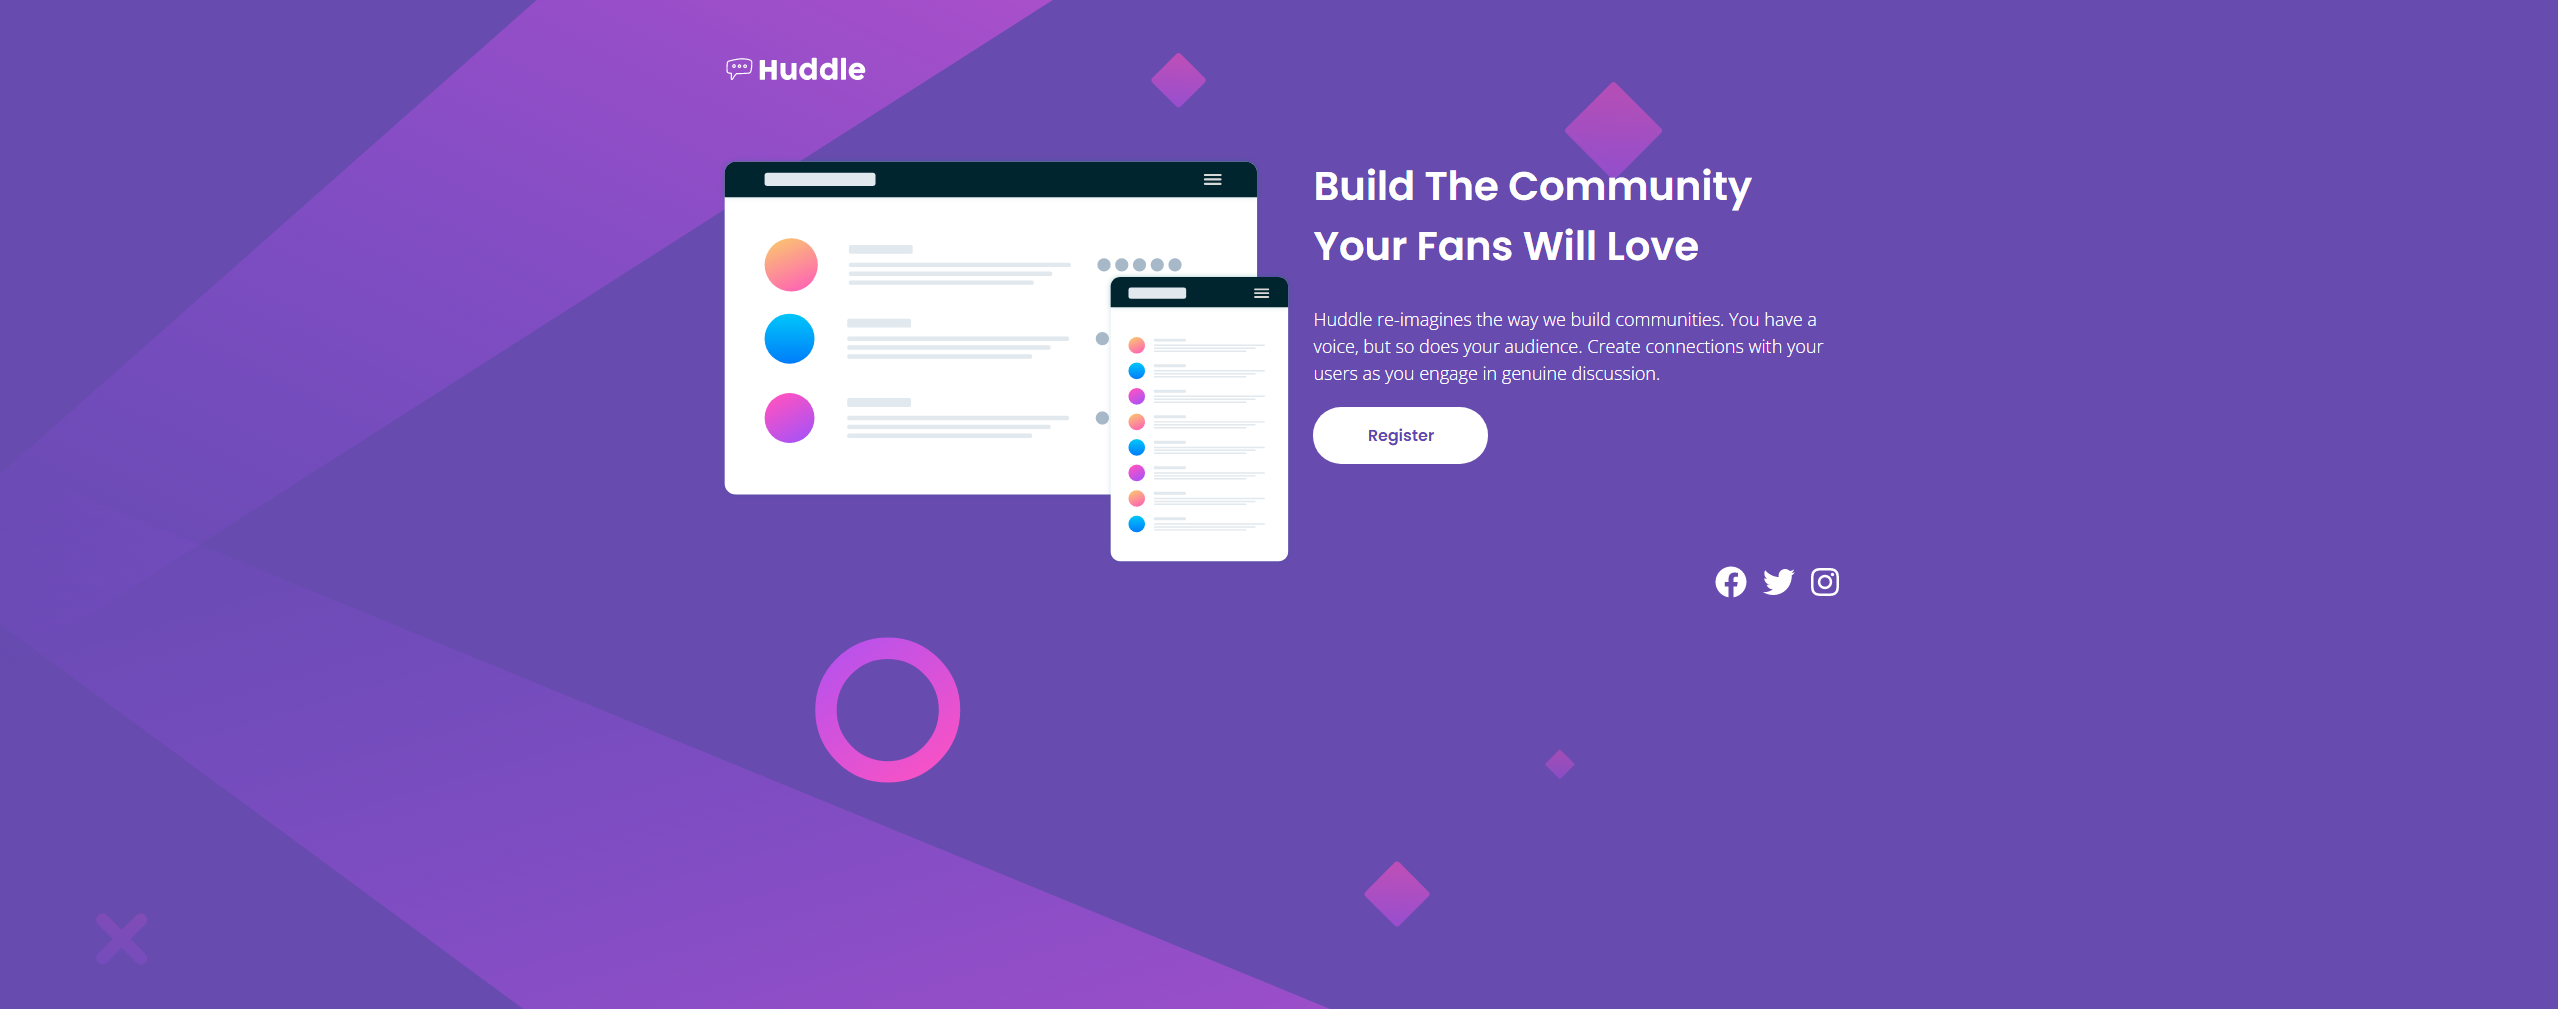 Huddle
Build The Community
Your Fans Will Love
Huddle re-imagines the way we build communities. You have a
voice, but so does your audience. Create connections with your
users as you engage in genuine discussion.
Register